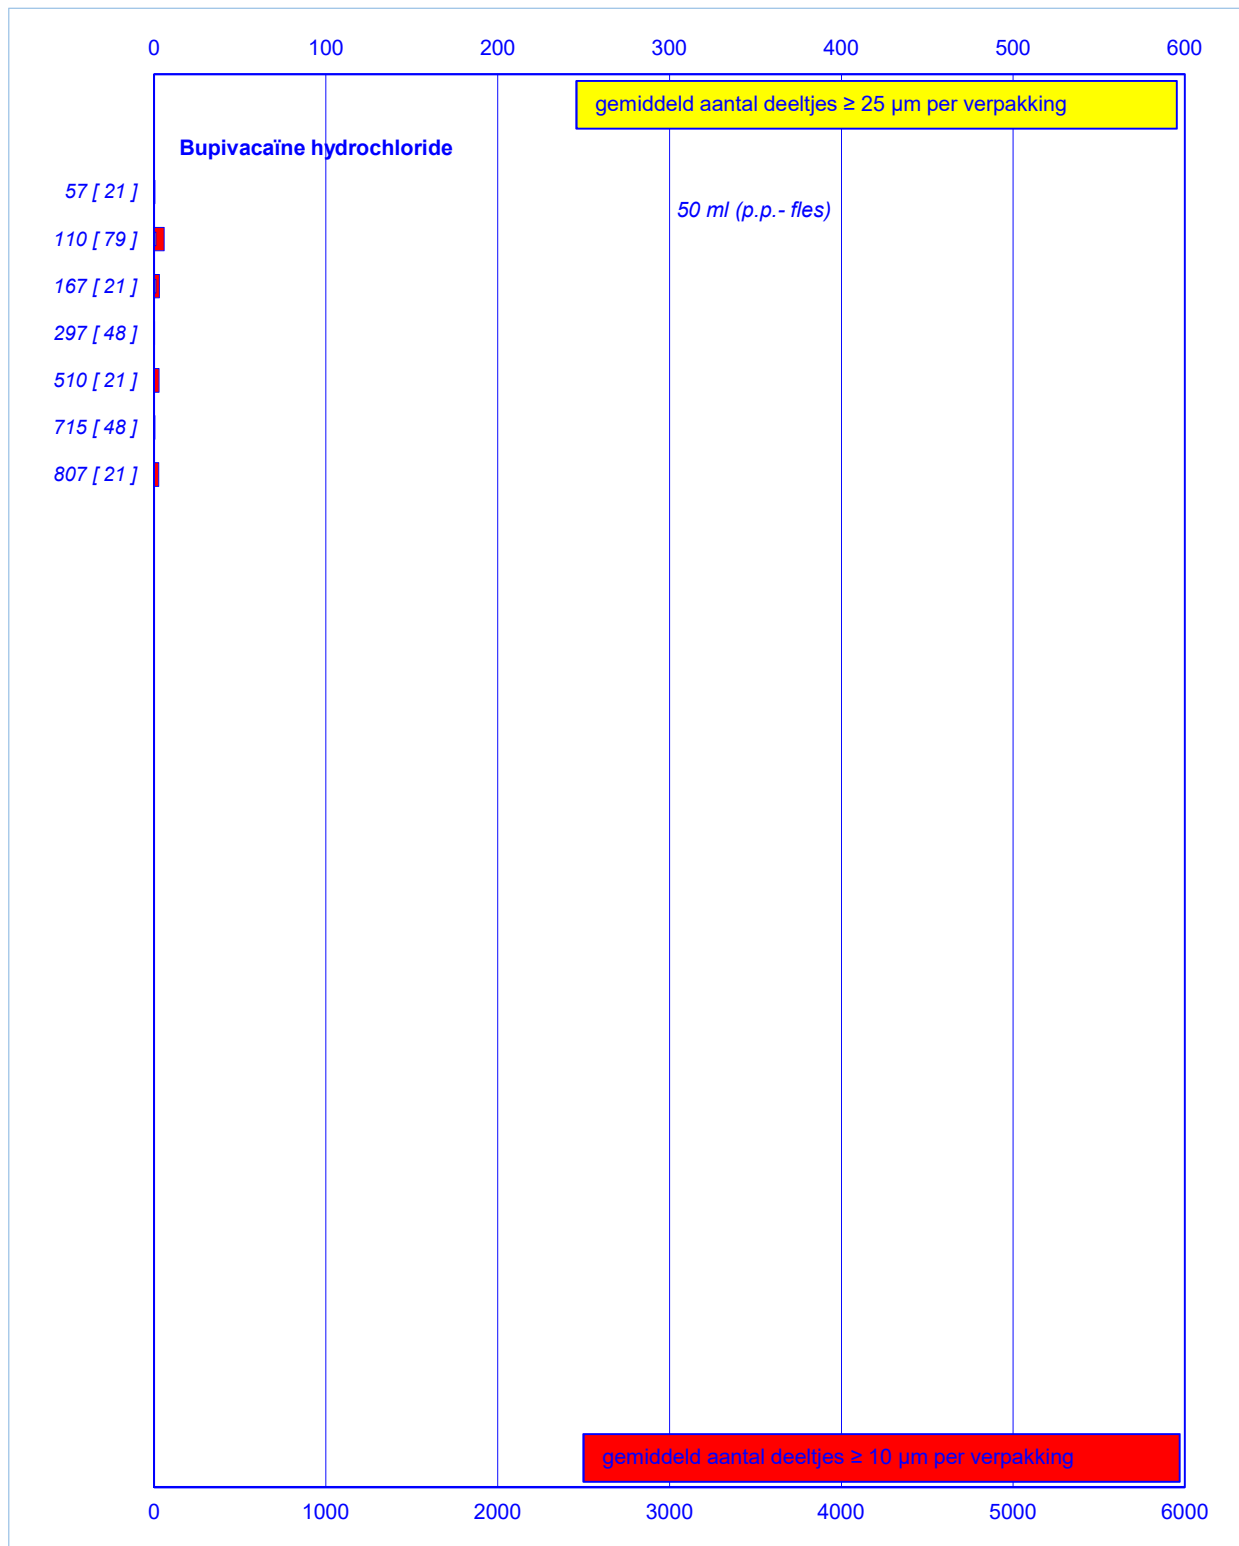 0 100 200 300 400 500 600
gemiddeld aantal deeltjes ≥ 25 µm per verpakking
Bupivacaïne hydrochloride
57 [ 21 ]
50 ml (p.p.- fles)
110 [ 79 ]
167 [ 21 ]
297 [ 48 ]
510 [ 21 ]
715 [ 48 ]
807 [ 21 ]
gemiddeld aantal deeltjes ≥ 10 µm per verpakking
0 1000 2000 3000 4000 5000 6000